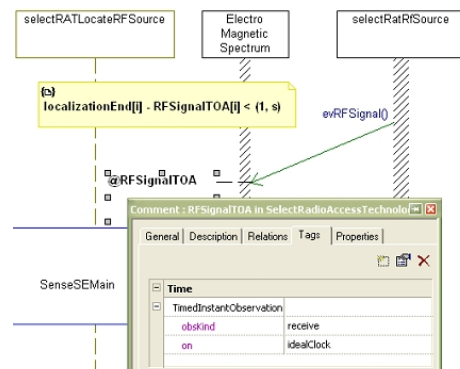 selectRATLocateRFSource
Electro
Magnetic
Spectrum
selectRatRfSource
localizationEnd[i] - RFSignalTOA[i] < (1, s)
evRFSignal()
@RFSignalTOA
Comment : RFSignalTOA in SelectRadioAccessTechnolo
General
Description
Relations
Tags
Properties
SenseSEMain
Time
TimedInstantObservation
obsKind
receive
on
idealClock